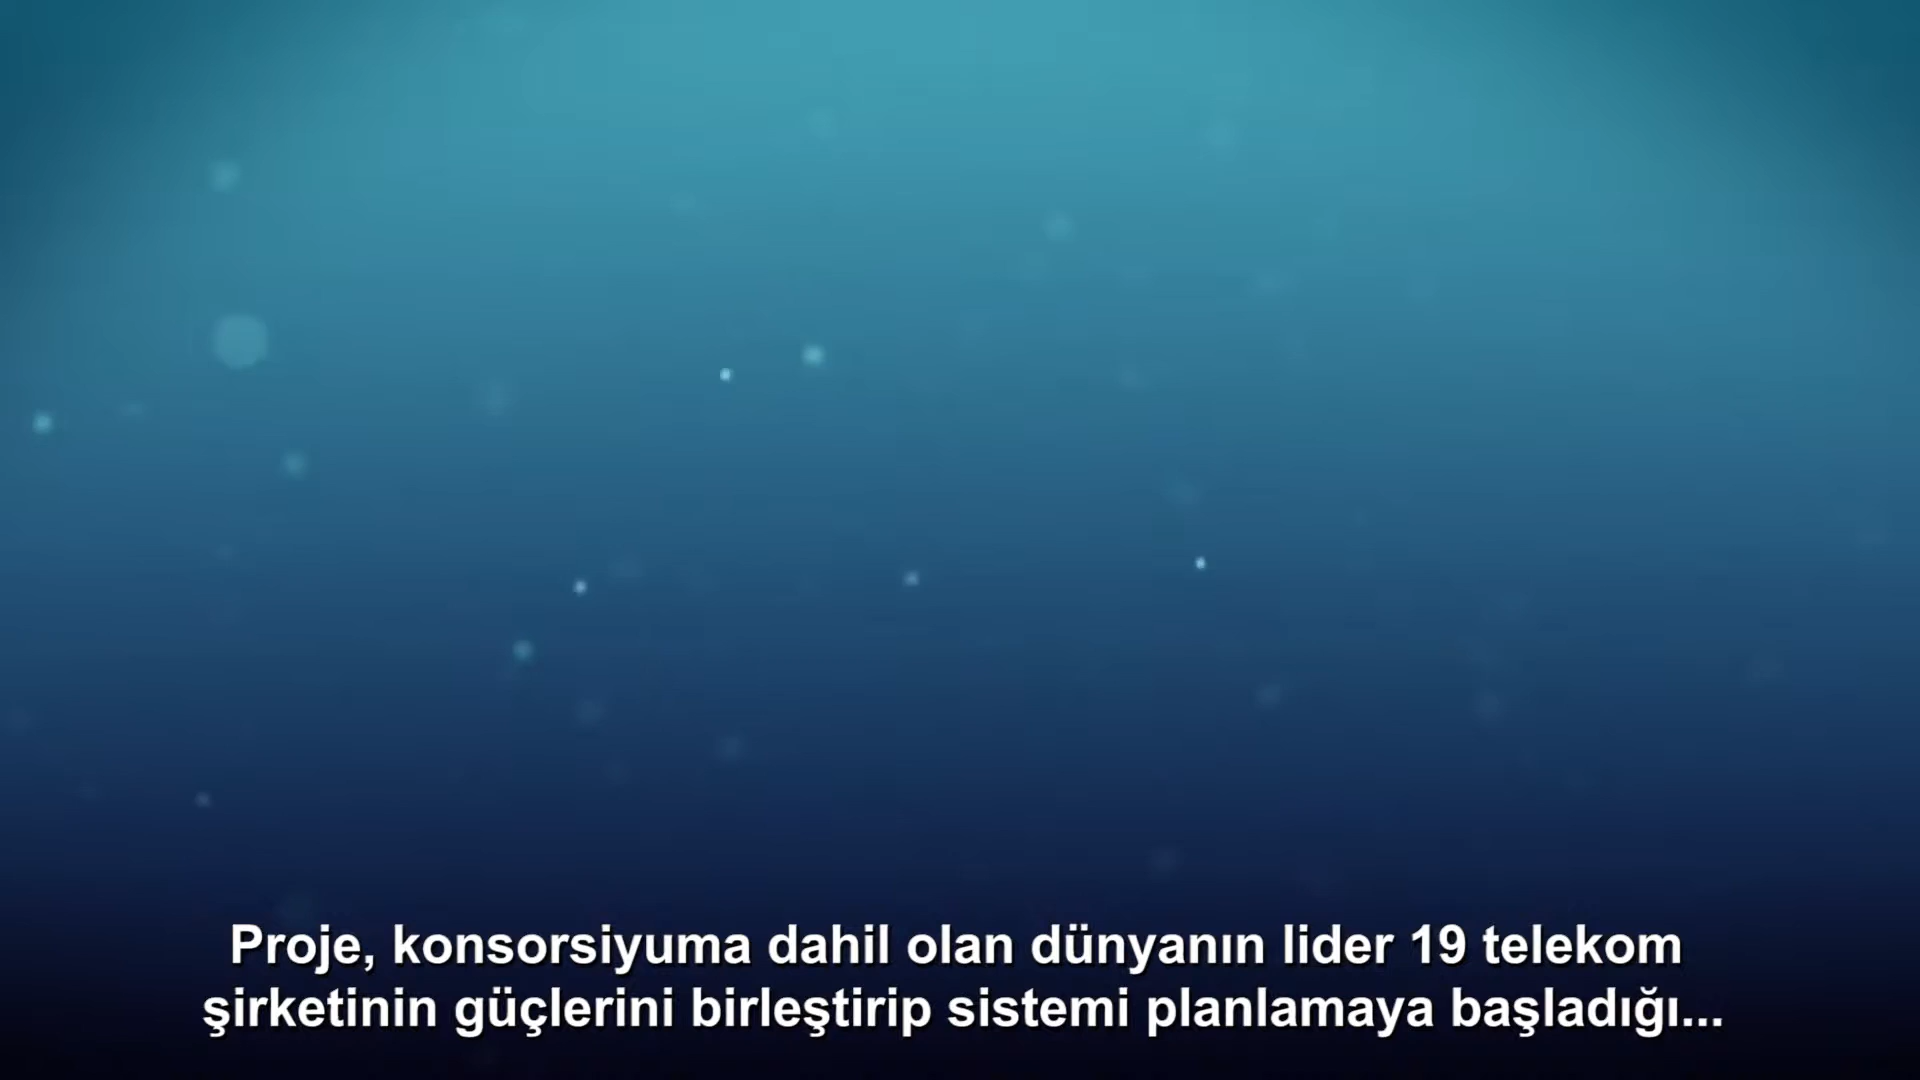 Proje, konsorsiyuma dahil olan dünyanın lider 19 telekom
şirketinin güçlerini birleştirip sistemi planlamaya başladığı...